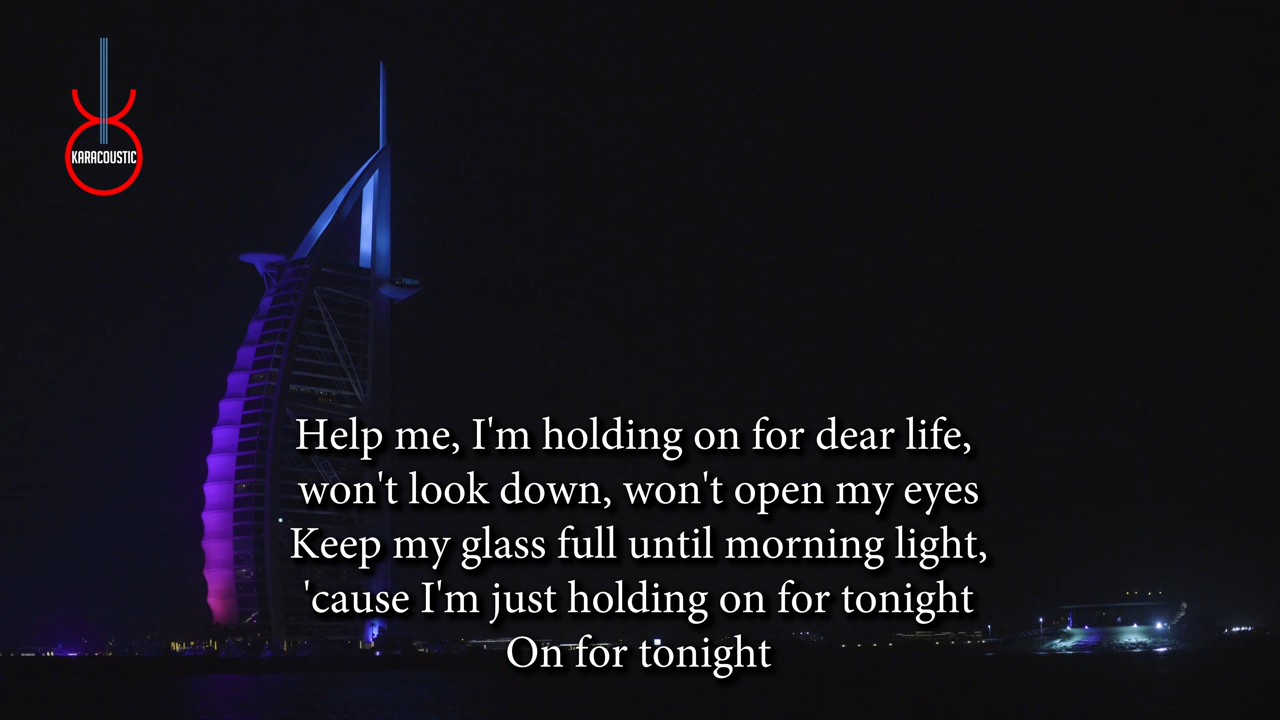 KARACOUSTIC
Help me, I'm holding on for dear life,
won't look down, won't open my eyes
Keep my glass full until morning light,
'cause I'm just holding on for tonight
On for tonight